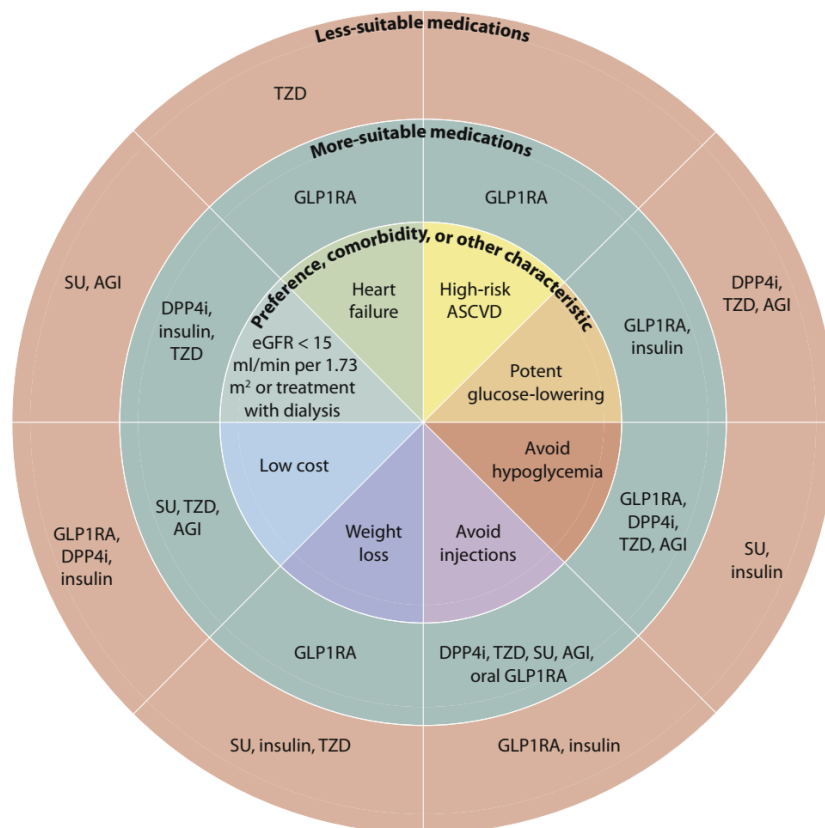 Less-suitable medications
TZD
More-suitable medications
GLP1RA
GLP1RA
Preference, comorbidity, or other characteristic
SU, AGI
DPP4i,
insulin,
TZD
eGFR < 15
ml/min per 1.73
m² or treatment
with dialysis
Heart
failure
High-risk
ASCVD
Potent
glucose-lowering
GLP1RA,
insulin
DPP4i,
TZD, AGI
GLP1RA,
DPP4i,
insulin
SU, TZD,
AGI
Low cost
Weight
loss
Avoid
injections
Avoid
hypoglycemia
GLP1RA,
DPP4i,
TZD, AGI
SU,
insulin
GLP1RA
DPP4i, TZD, SU, AGI,
oral GLP1RA
SU, insulin, TZD
GLP1RA, insulin